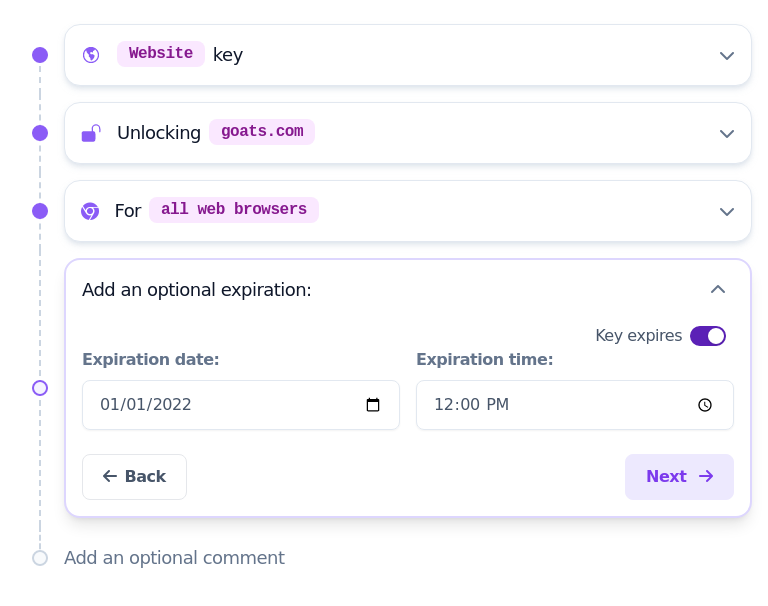 Website key
Unlocking goats.com
For all web browsers
Add an optional expiration:
Key expires
Expiration date: Expiration time:
01/01/2022 12:00 PM
Back Next
Add an optional comment